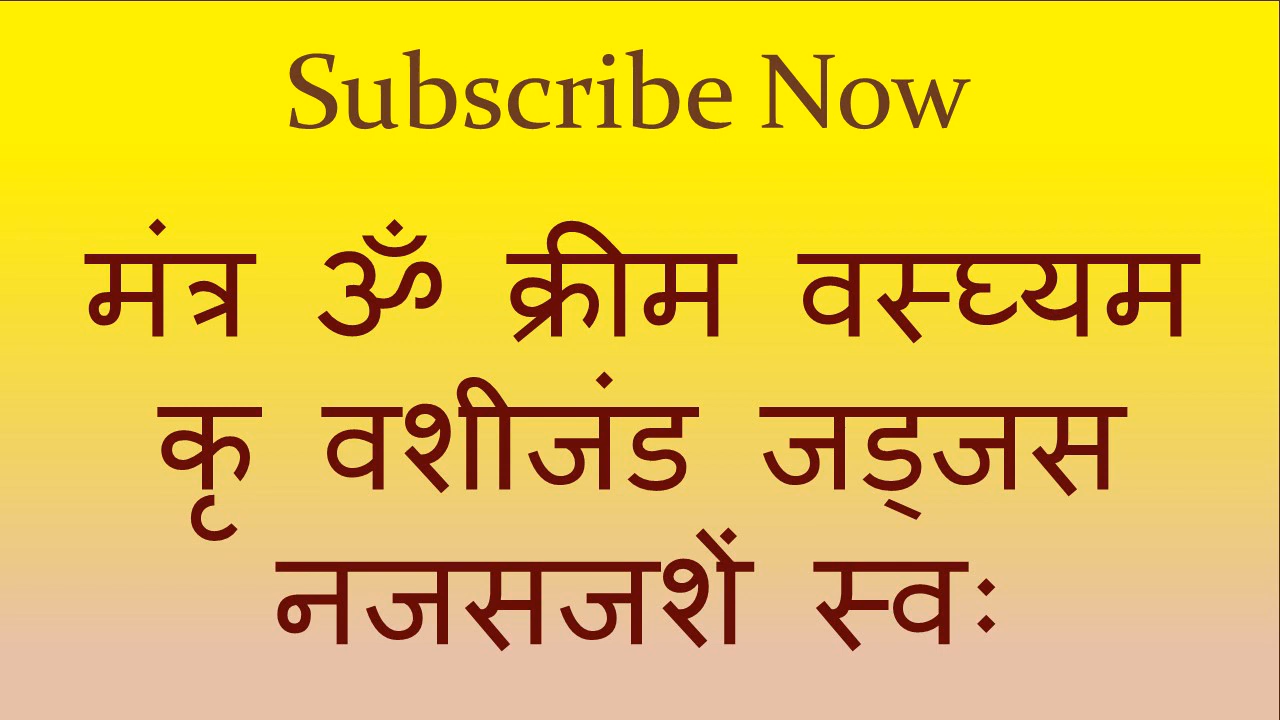 Subscribe Now
मंत्र ॐ क्रीम वस्घ्यम
कृ वशीजंड जड्जस
नजसजशें स्वः